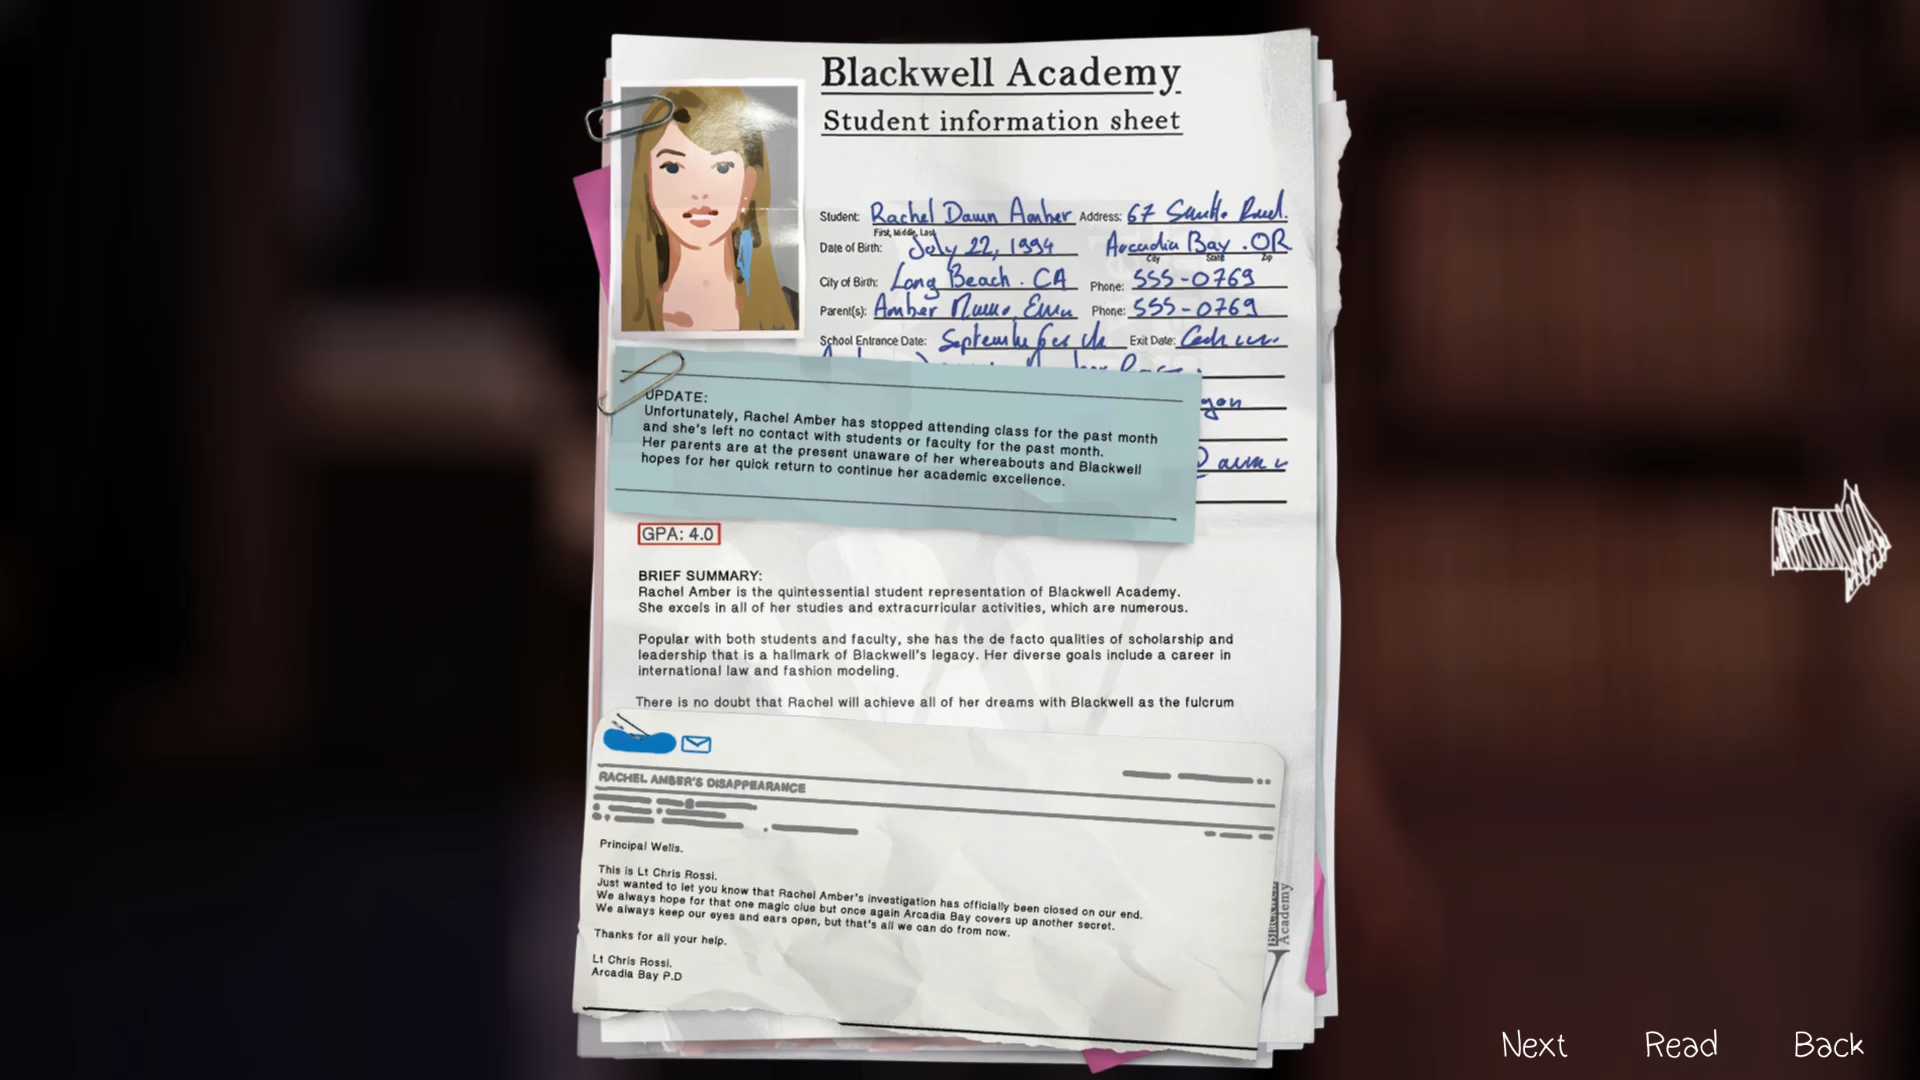 Blackwell Academy
Student information sheet
Student: Rachel Dawn Amber Address: 67
First, Middle, Last
Date of Birth: July 22, 1994 Arcadia Bay . OR
City State Zip
City of Birth: Long Beach . CA Phone: 555-0769
Parent(s): Amber Phone: 555-0769
School Entrance Date: Exit Date:
UPDATE:
Unfortunately, Rachel Amber has stopped attending class for the past month
and she's left no contact with students or faculty for the past month.
Her parents are at the present unaware of her whereabouts and Blackwell
hopes for her quick return to continue her academic excellence.
GPA: 4.0
BRIEF SUMMARY:
Rachel Amber is the quintessential student representation of Blackwell Academy.
She excels in all of her studies and extracurricular activities, which are numerous.
Popular with both students and faculty, she has the de facto qualities of scholarship and
leadership that is a hallmark of Blackwell's legacy. Her diverse goals include a career in
international law and fashion modeling.
There is no doubt that Rachel will achieve all of her dreams with Blackwell as the fulcrum
RACHEL AMBER'S DISAPPEARANCE
Principal Wells.
This is Lt Chris Rossi.
Just wanted to let you know that Rachel Amber's investigation has officially been closed on our end.
We always hope for that one magic clue but once again Arcadia Bay covers up another secret.
We always keep our eyes and ears open, but that's all we can do from now.
Thanks for all your help.
Lt Chris Rossi.
Arcadia Bay P.D
Blackwell
Academy
Next Read Back